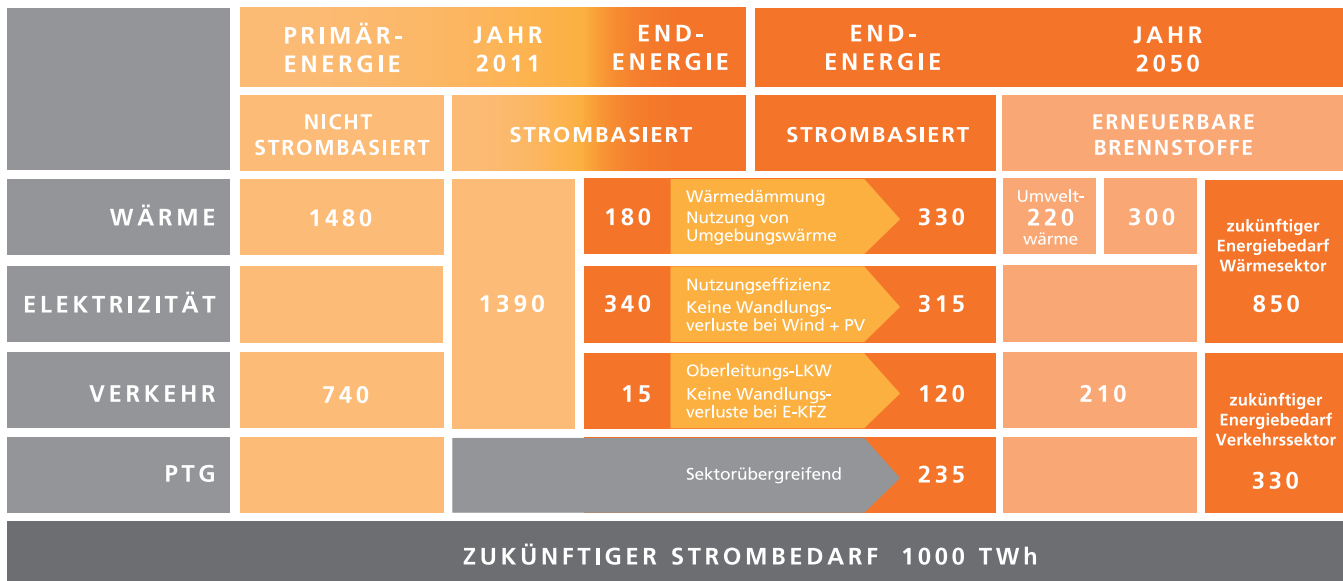 PRIMÄR-
ENERGIE
JAHR
2011
END-
ENERGIE
END-
ENERGIE
JAHR
2050
NICHT
STROMBASIERT
STROMBASIERT
STROMBASIERT
ERNEUERBARE
BRENNSTOFFE
WÄRME
1480
1390
180
Wärmedämmung
Nutzung von
Umgebungswärme
330
Umwelt-
220
wärme
300
zukünftiger
Energiebedarf
Wärmesektor
850
ELEKTRIZITÄT
340
Nutzungseffizienz
Keine Wandlungs-
verluste bei Wind + PV
315
VERKEHR
740
15
Oberleitungs-LKW
Keine Wandlungs-
verluste bei E-KFZ
120
210
zukünftiger
Energiebedarf
Verkehrssektor
330
PTG
Sektorübergreifend
235
ZUKÜNFTIGER STROMBEDARF 1000 TWh